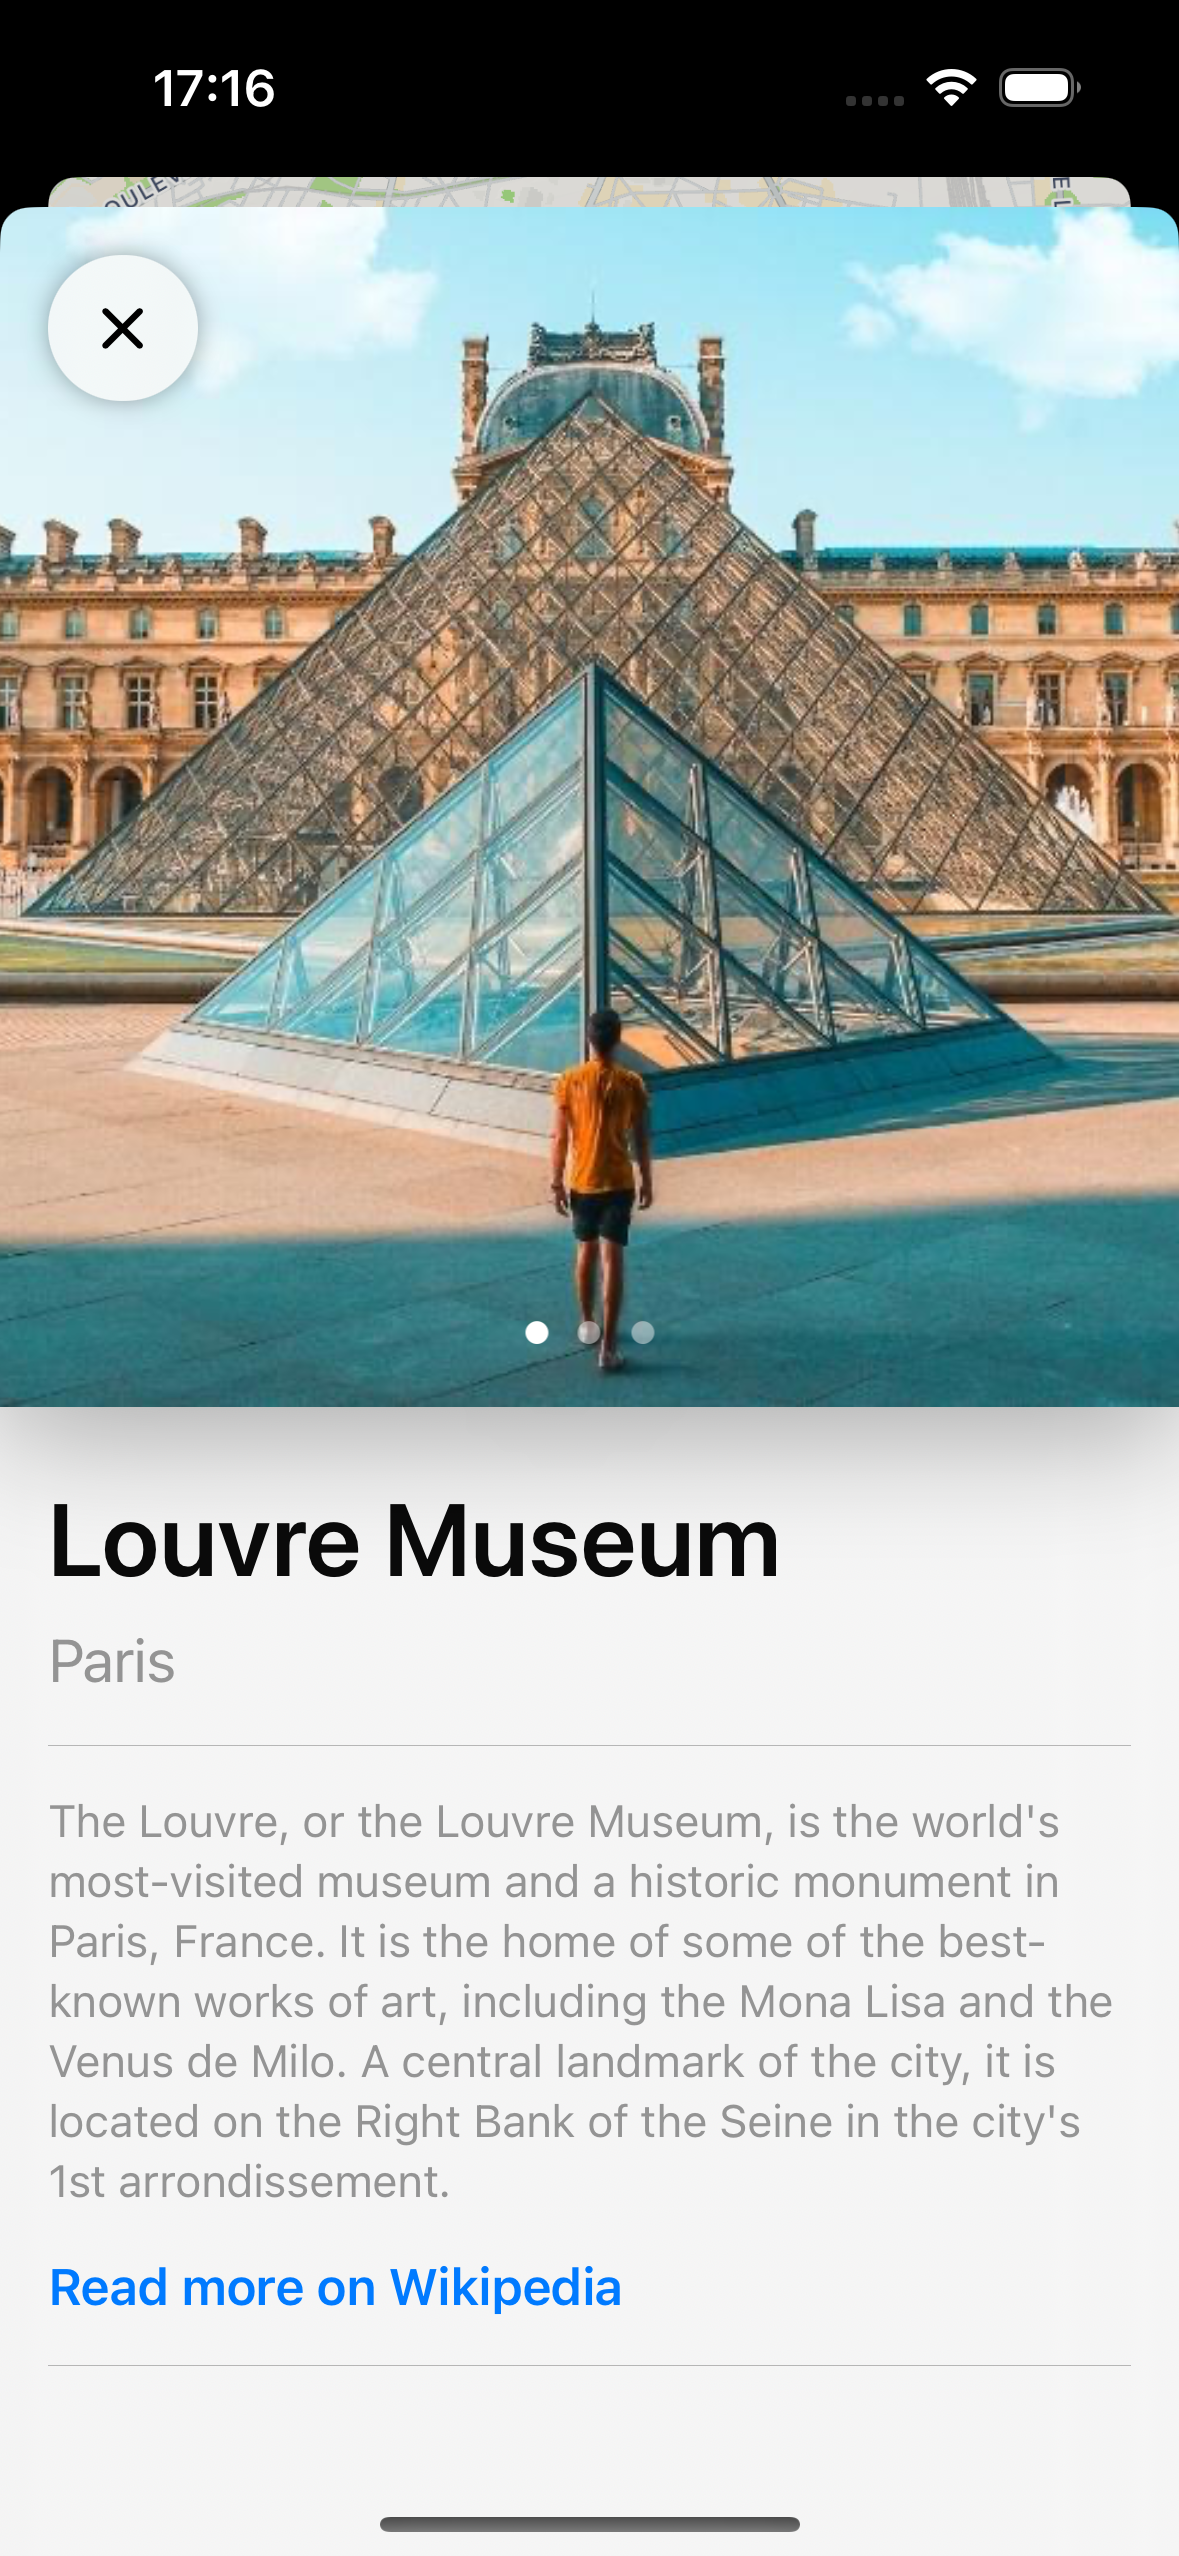 17:16
OULEV
E L
Louvre Museum
Paris
The Louvre, or the Louvre Museum, is the world's
most-visited museum and a historic monument in
Paris, France. It is the home of some of the best-
known works of art, including the Mona Lisa and the
Venus de Milo. A central landmark of the city, it is
located on the Right Bank of the Seine in the city's
1st arrondissement.
Read more on Wikipedia